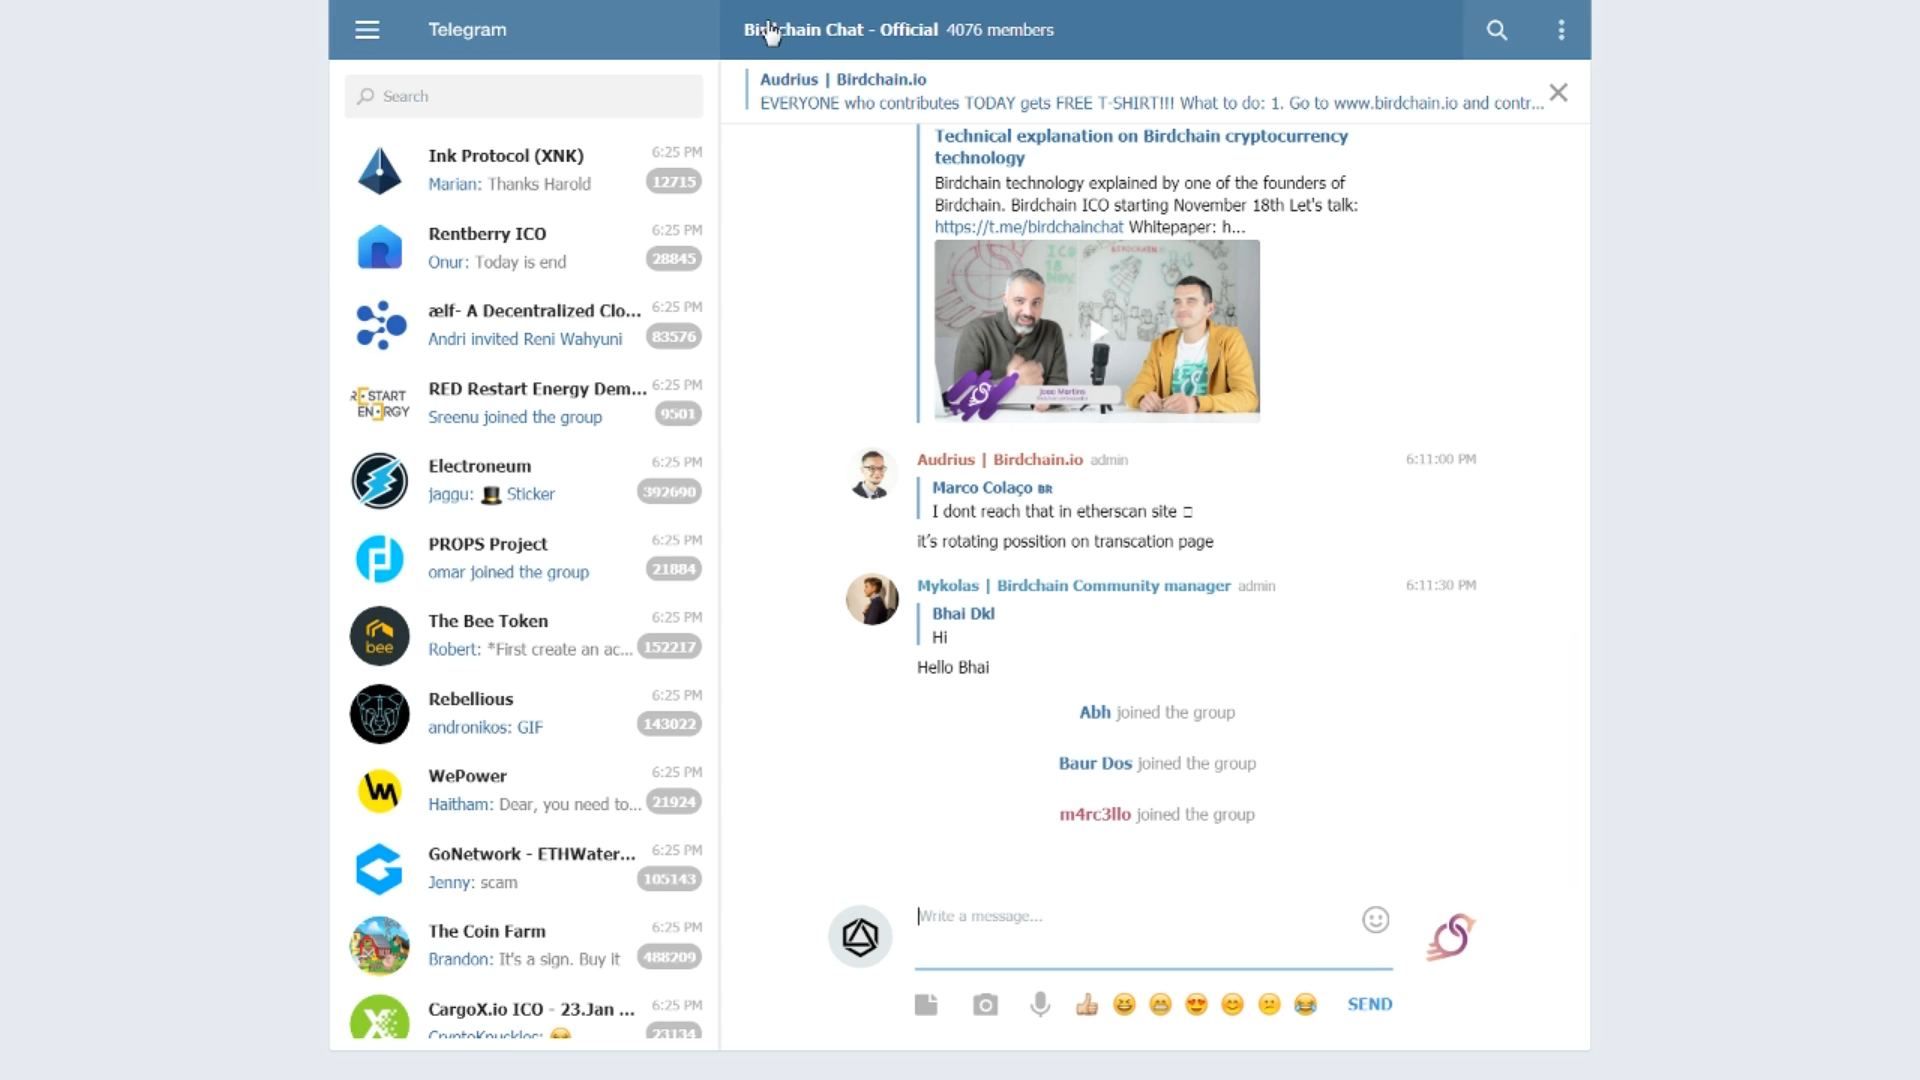 Telegram
Birdchain Chat - Official 4076 members
Search
Ink Protocol (XNK) 6:25 PM
Marian: Thanks Harold 12715
Rentberry ICO 6:25 PM
Onur: Today is end 28845
ælf- A Decentralized Clo... 6:25 PM
Andri invited Reni Wahyuni 83576
RESTART
ENERGY
RED Restart Energy Dem... 6:25 PM
Sreenu joined the group 9501
Electroneum 6:25 PM
jaggu: 🎩 Sticker 392690
PROPS Project 6:25 PM
omar joined the group 21884
bee
The Bee Token 6:25 PM
Robert: *First create an ac... 152217
Rebellious 6:25 PM
andronikos: GIF 143022
WePower 6:25 PM
Haitham: Dear, you need to... 21924
GoNetwork - ETHWater... 6:25 PM
Jenny: scam 105143
The Coin Farm 6:25 PM
Brandon: It's a sign. Buy it 488209
CargoX.io ICO - 23.Jan ... 6:25 PM
CryptoKnuckles: 23134
Audrius | Birdchain.io
EVERYONE who contributes TODAY gets FREE T-SHIRT!!! What to do: 1. Go to www.birdchain.io and contr...
Technical explanation on Birdchain cryptocurrency
technology
Birdchain technology explained by one of the founders of
Birdchain. Birdchain ICO starting November 18th Let's talk:
https://t.me/birdchainchat Whitepaper: h...
ICO
18
NOV
BIRDCHAIN
Joao Martins
Audrius | Birdchain.io admin 6:11:00 PM
Marco Colaço BR
I dont reach that in etherscan site
it's rotating possition on transcation page
Mykolas | Birdchain Community manager admin 6:11:30 PM
Bhai Dkl
Hi
Hello Bhai
Abh joined the group
Baur Dos joined the group
m4rc3llo joined the group
Write a message...
SEND